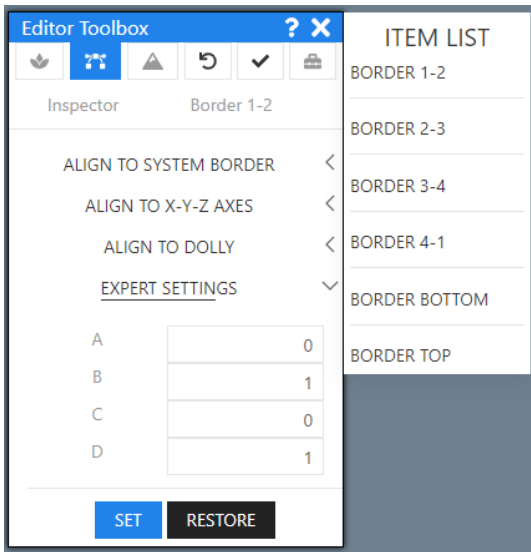 Editor Toolbox ? X
Inspector Border 1-2
ALIGN TO SYSTEM BORDER
ALIGN TO X-Y-Z AXES
ALIGN TO DOLLY
EXPERT SETTINGS
A 0
B 1
C 0
D 1
SET RESTORE
ITEM LIST
BORDER 1-2
BORDER 2-3
BORDER 3-4
BORDER 4-1
BORDER BOTTOM
BORDER TOP